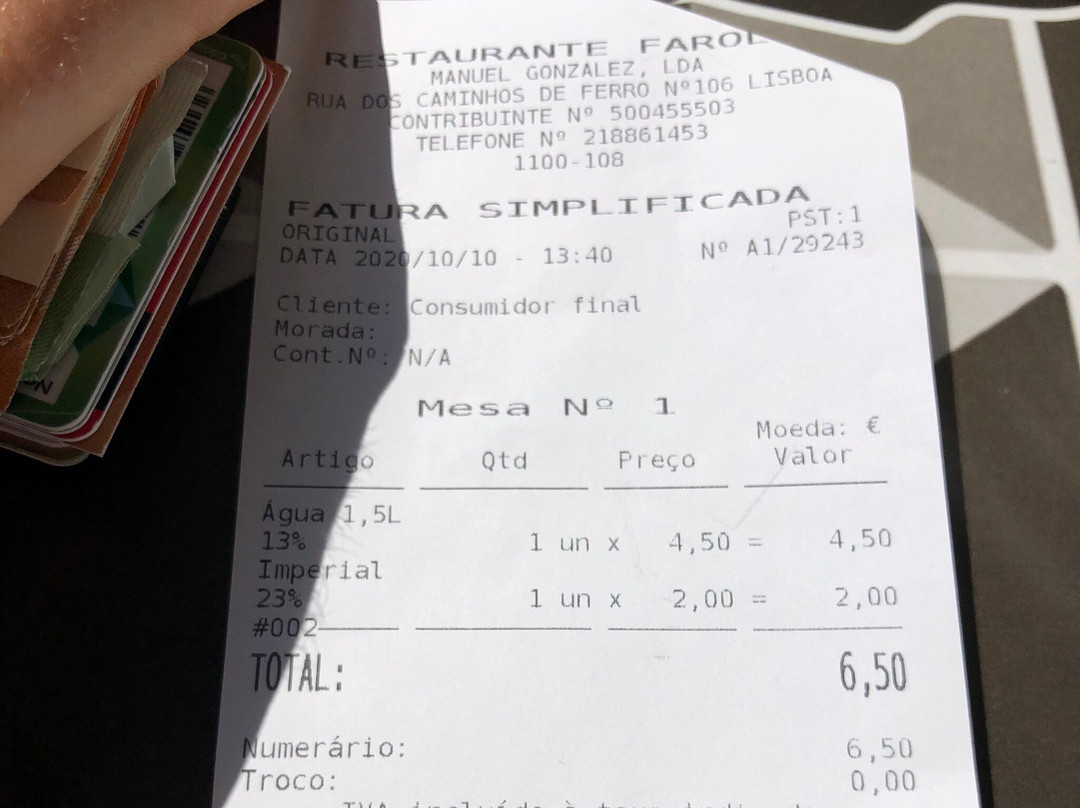 RESTAURANTE FAROL
MANUEL GONZALEZ, LDA
RUA DOS CAMINHOS DE FERRO Nº106 LISBOA
CONTRIBUINTE Nº 500455503
TELEFONE Nº 218861453
1100-108
FATURA SIMPLIFICADA
PST:1
ORIGINAL
DATA 2020/10/10 - 13:40 Nº A1/29243
Cliente: Consumidor final
Morada:
Cont.Nº: N/A
Mesa Nº 1
Moeda: €
Artigo Qtd Preço Valor
Água 1,5L
13% 1 un x 4,50 = 4,50
Imperial
23% 1 un x 2,00 = 2,00
#002
TOTAL: 6,50
Numerário: 6,50
Troco: 0,00
IVA